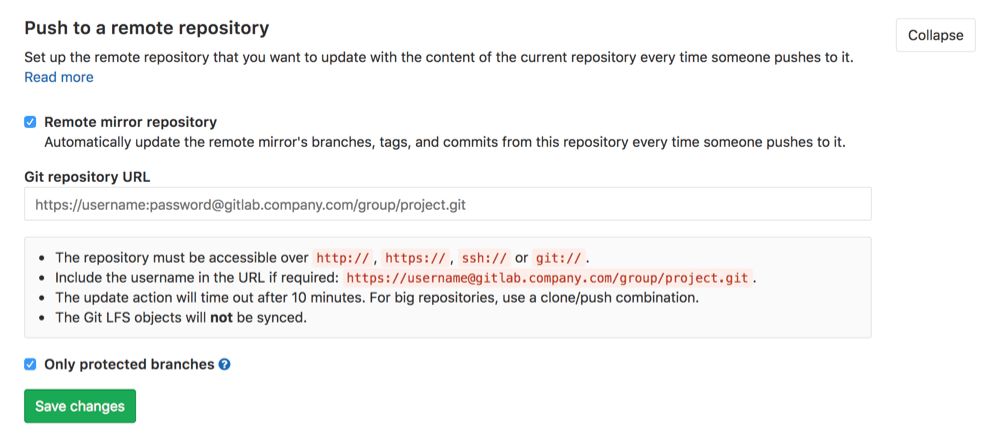 Push to a remote repository
Collapse
Set up the remote repository that you want to update with the content of the current repository every time someone pushes to it.
Read more
Remote mirror repository
Automatically update the remote mirror's branches, tags, and commits from this repository every time someone pushes to it.
Git repository URL
https://username:password@gitlab.company.com/group/project.git
The repository must be accessible over http://, https://, ssh:// or git://.
Include the username in the URL if required: https://username@gitlab.company.com/group/project.git.
The update action will time out after 10 minutes. For big repositories, use a clone/push combination.
The Git LFS objects will not be synced.
Only protected branches ?
Save changes